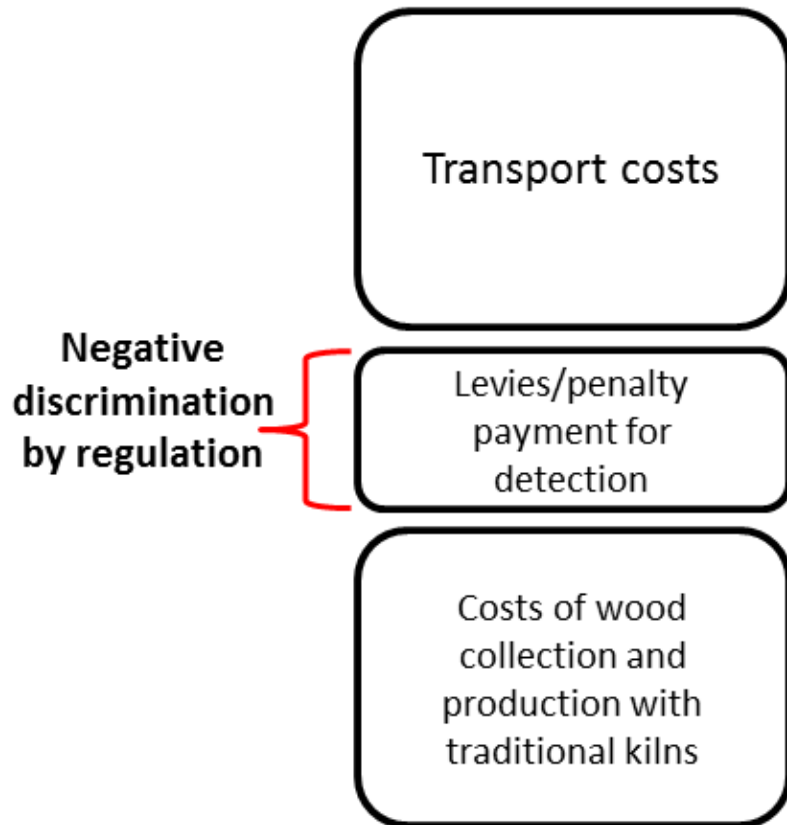 Transport costs
Negative
discrimination
by regulation
Levies/penalty
payment for
detection
Costs of wood
collection and
production with
traditional kilns